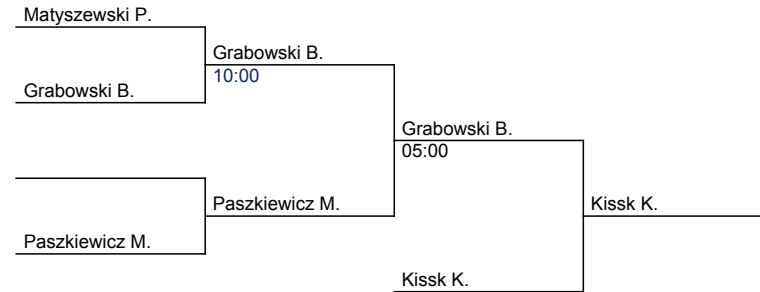 Matyszewski P.
Grabowski B.
10:00
Grabowski B.
Grabowski B.
05:00
Paszkiewicz M.
Kissk K.
Paszkiewicz M.
Kissk K.